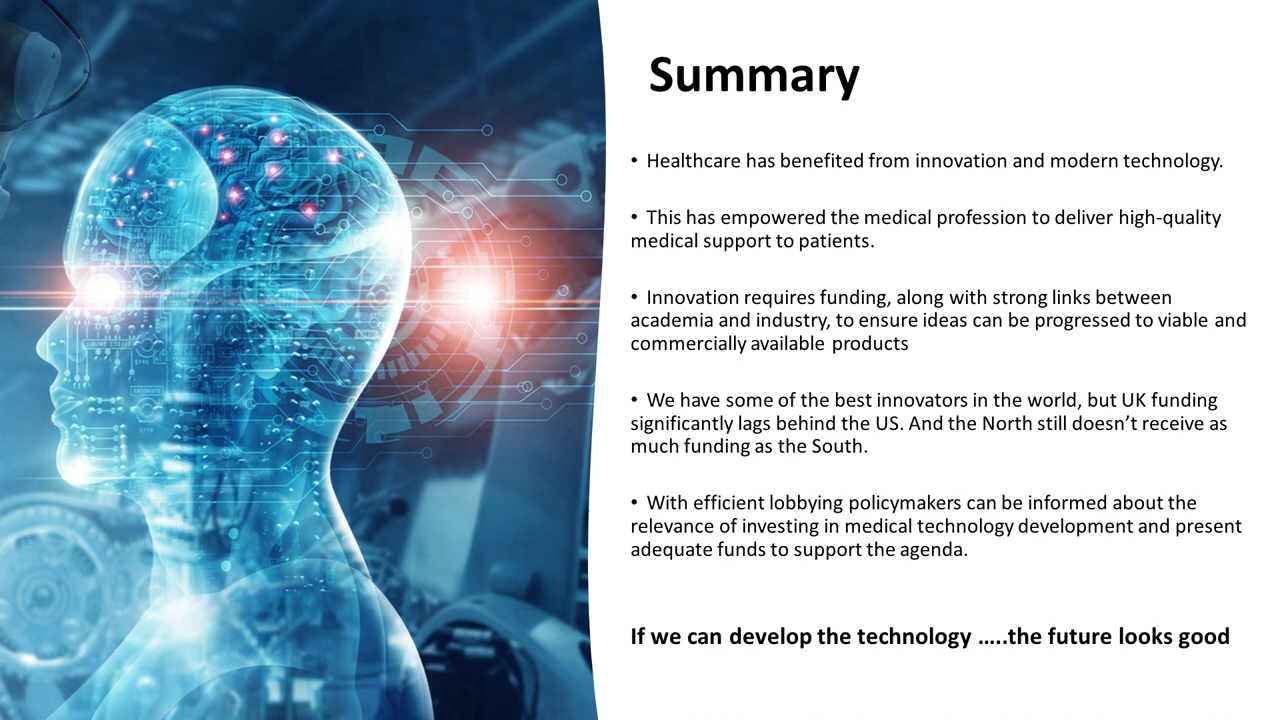 Summary
• Healthcare has benefited from innovation and modern technology.
• This has empowered the medical profession to deliver high-quality
medical support to patients.
• Innovation requires funding, along with strong links between
academia and industry, to ensure ideas can be progressed to viable and
commercially available products
• We have some of the best innovators in the world, but UK funding
significantly lags behind the US. And the North still doesn’t receive as
much funding as the South.
• With efficient lobbying policymakers can be informed about the
relevance of investing in medical technology development and present
adequate funds to support the agenda.
If we can develop the technology …..the future looks good